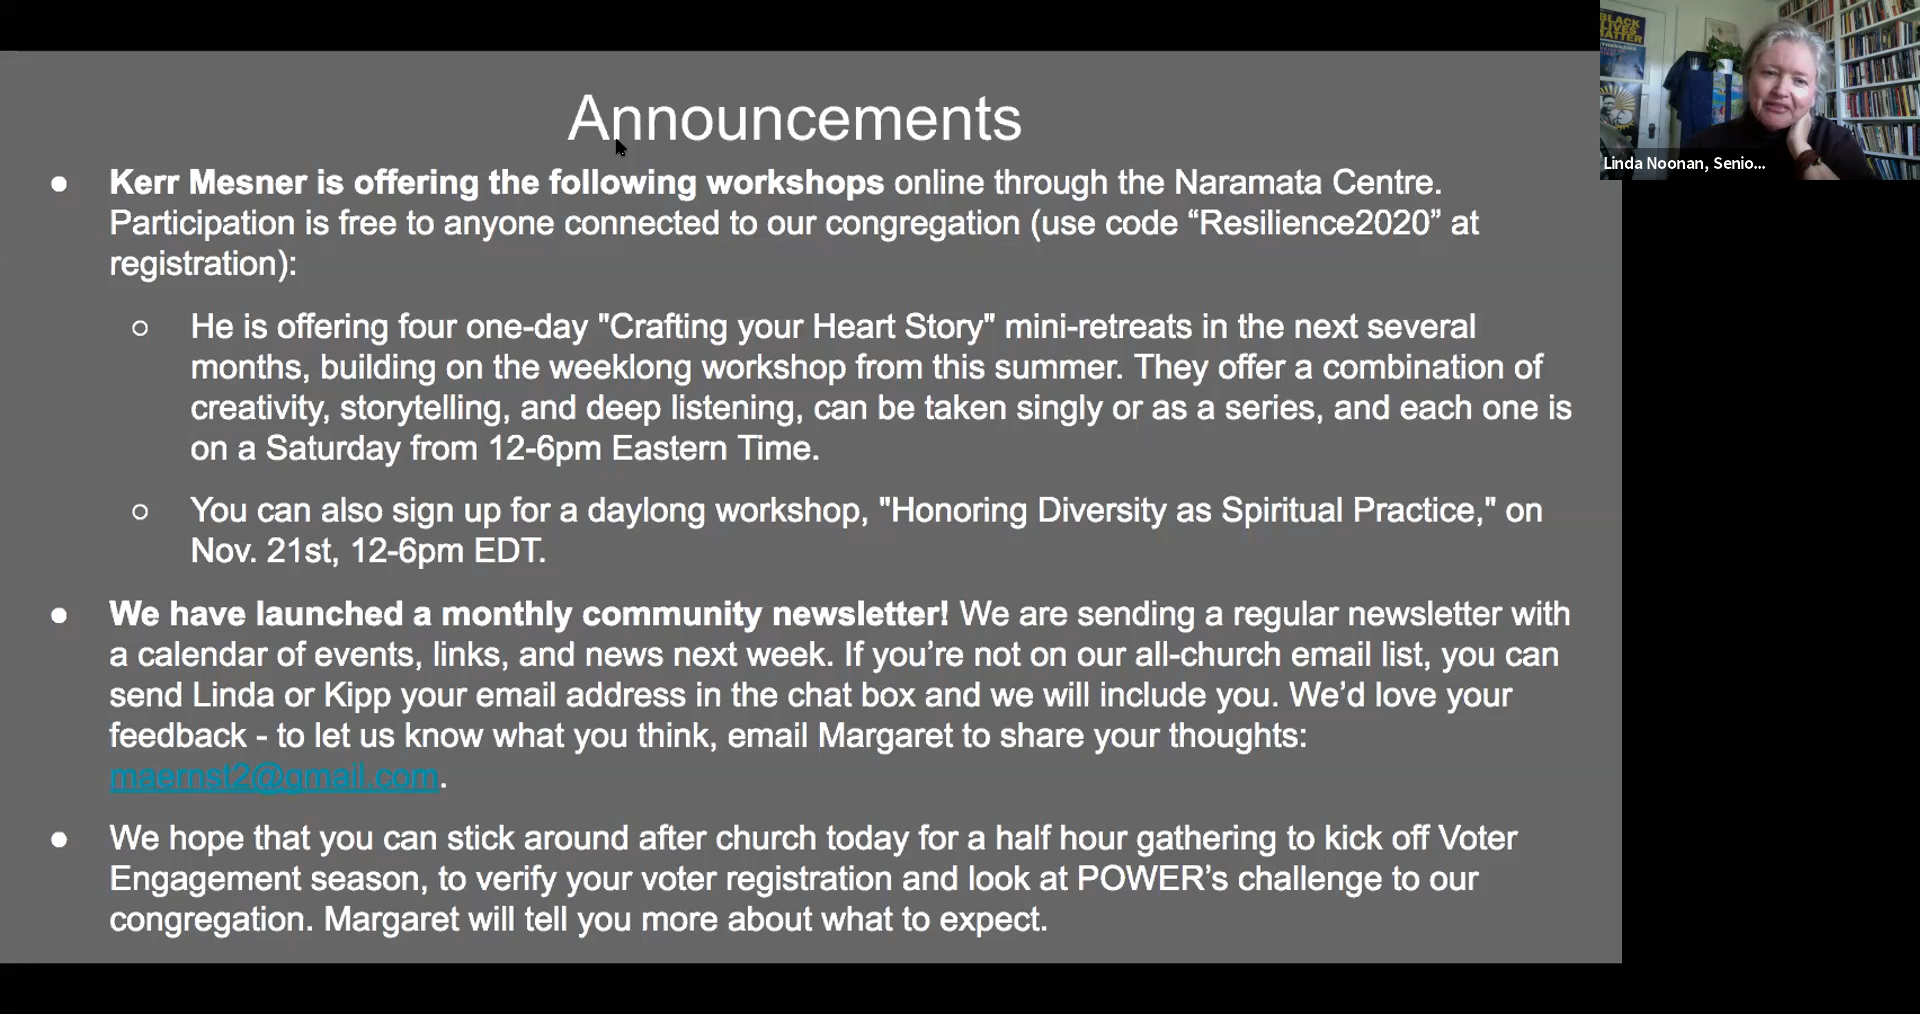 Announcements
● Kerr Mesner is offering the following workshops online through the Naramata Centre.
Participation is free to anyone connected to our congregation (use code “Resilience2020” at
registration):
○ He is offering four one-day "Crafting your Heart Story" mini-retreats in the next several
months, building on the weeklong workshop from this summer. They offer a combination of
creativity, storytelling, and deep listening, can be taken singly or as a series, and each one is
on a Saturday from 12-6pm Eastern Time.
○ You can also sign up for a daylong workshop, "Honoring Diversity as Spiritual Practice," on
Nov. 21st, 12-6pm EDT.
● We have launched a monthly community newsletter! We are sending a regular newsletter with
a calendar of events, links, and news next week. If you’re not on our all-church email list, you can
send Linda or Kipp your email address in the chat box and we will include you. We’d love your
feedback - to let us know what you think, email Margaret to share your thoughts:
maernst2@gmail.com.
● We hope that you can stick around after church today for a half hour gathering to kick off Voter
Engagement season, to verify your voter registration and look at POWER’s challenge to our
congregation. Margaret will tell you more about what to expect.
BLACK
LIVES
MATTER
Linda Noonan, Senio...